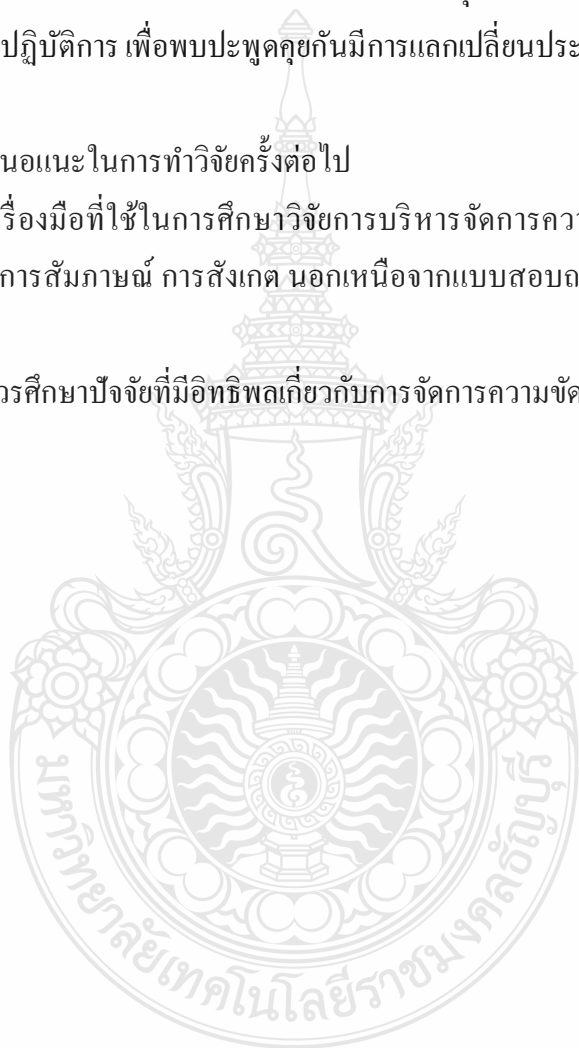 ปฏิบัติการ เพื่อพบปะพูดคุยกันมีการแลกเปลี่ยนประ
นอแนะในการทำวิจัยครั้งต่อไป
รื่องมือที่ใช้ในการศึกษาวิจัยการบริหารจัดการควา
การสัมภาษณ์ การสังเกต นอกเหนือจากแบบสอบถ
วรศึกษาปัจจัยที่มีอิทธิพลเกี่ยวกับการจัดการความขัด
มหาวิทยาลัยเทคโนโลยีราชมงคลธัญบุรี